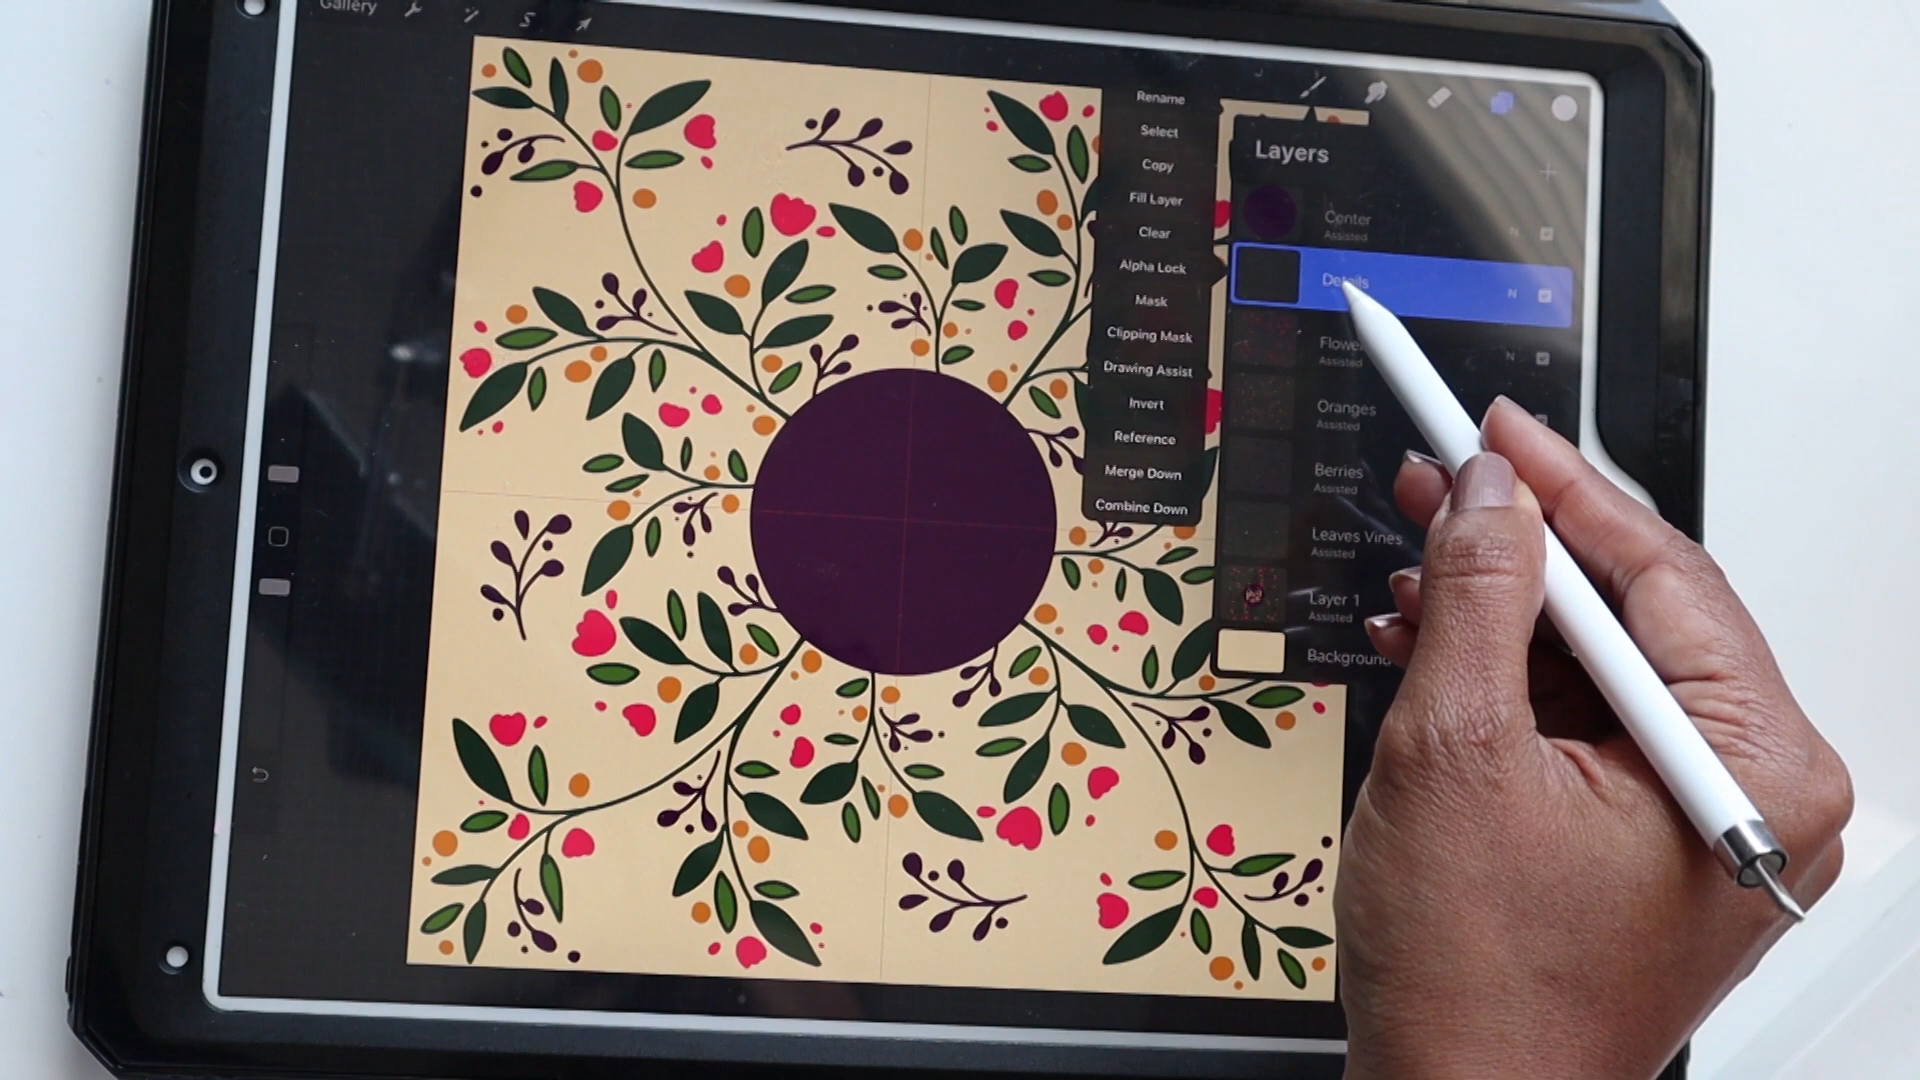 Gallery
Rename
Select
Copy
Fill Layer
Clear
Alpha Lock
Mask
Clipping Mask
Drawing Assist
Invert
Reference
Merge Down
Combine Down
Layers
Center
Assisted
N
Details
N
Flowe
Assisted
N
Oranges
Assisted
Berries
Assisted
Leaves Vines
Assisted
Layer 1
Assisted
Background